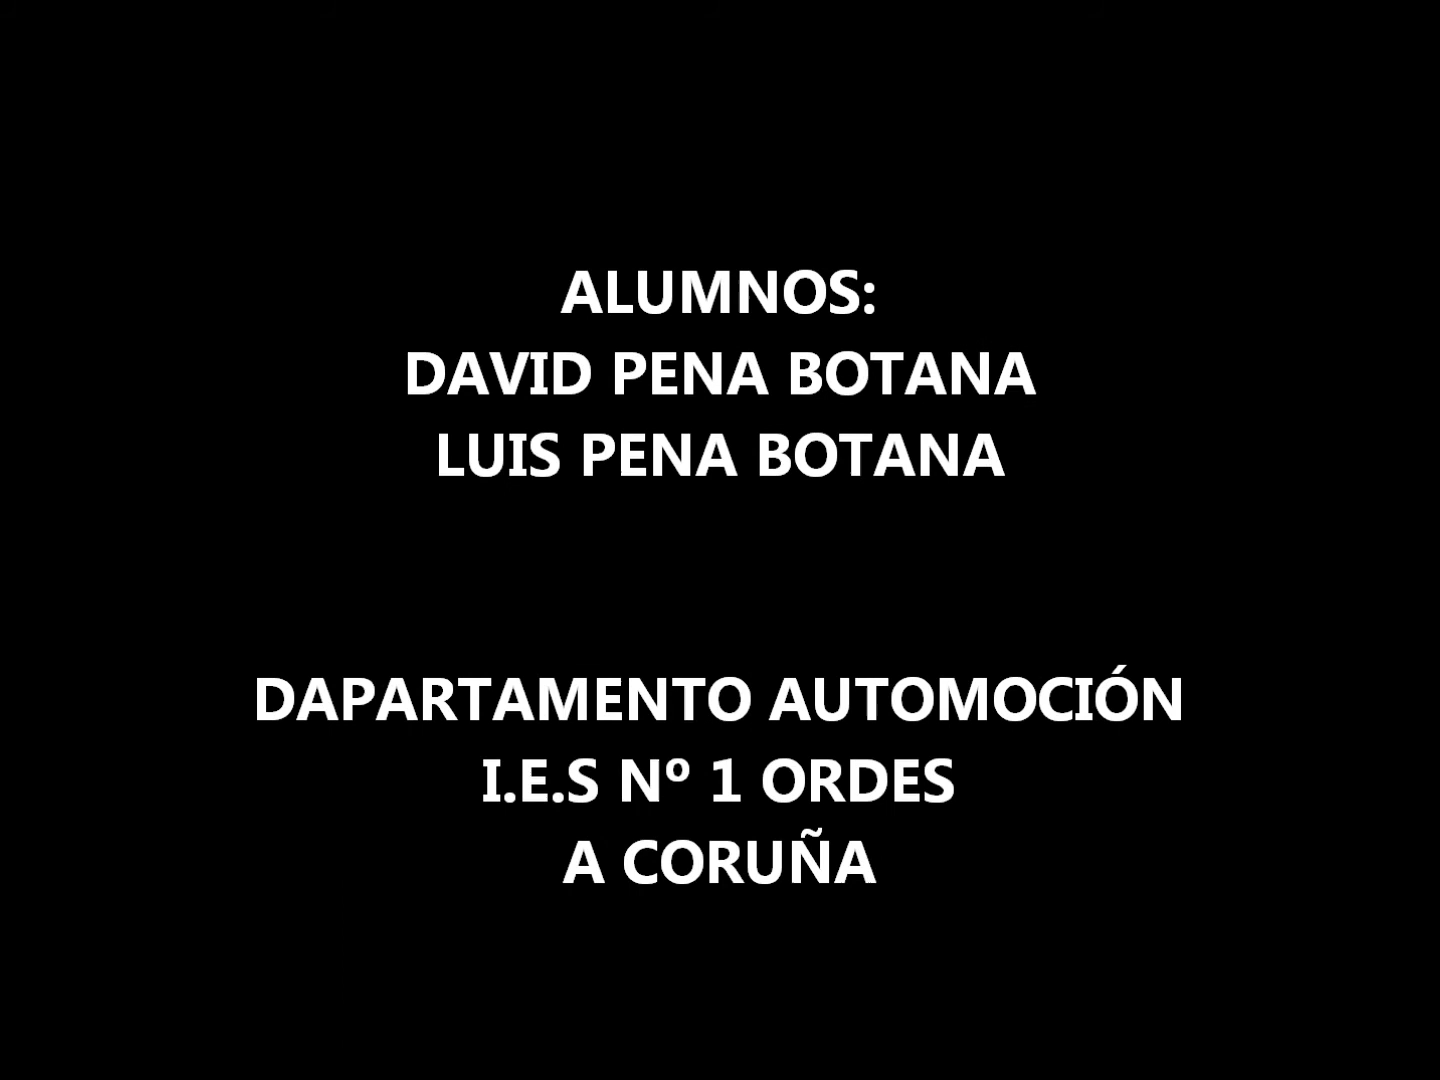 ALUMNOS:
DAVID PENA BOTANA
LUIS PENA BOTANA
DAPARTAMENTO AUTOMOCIÓN
I.E.S Nº 1 ORDES
A CORUÑA